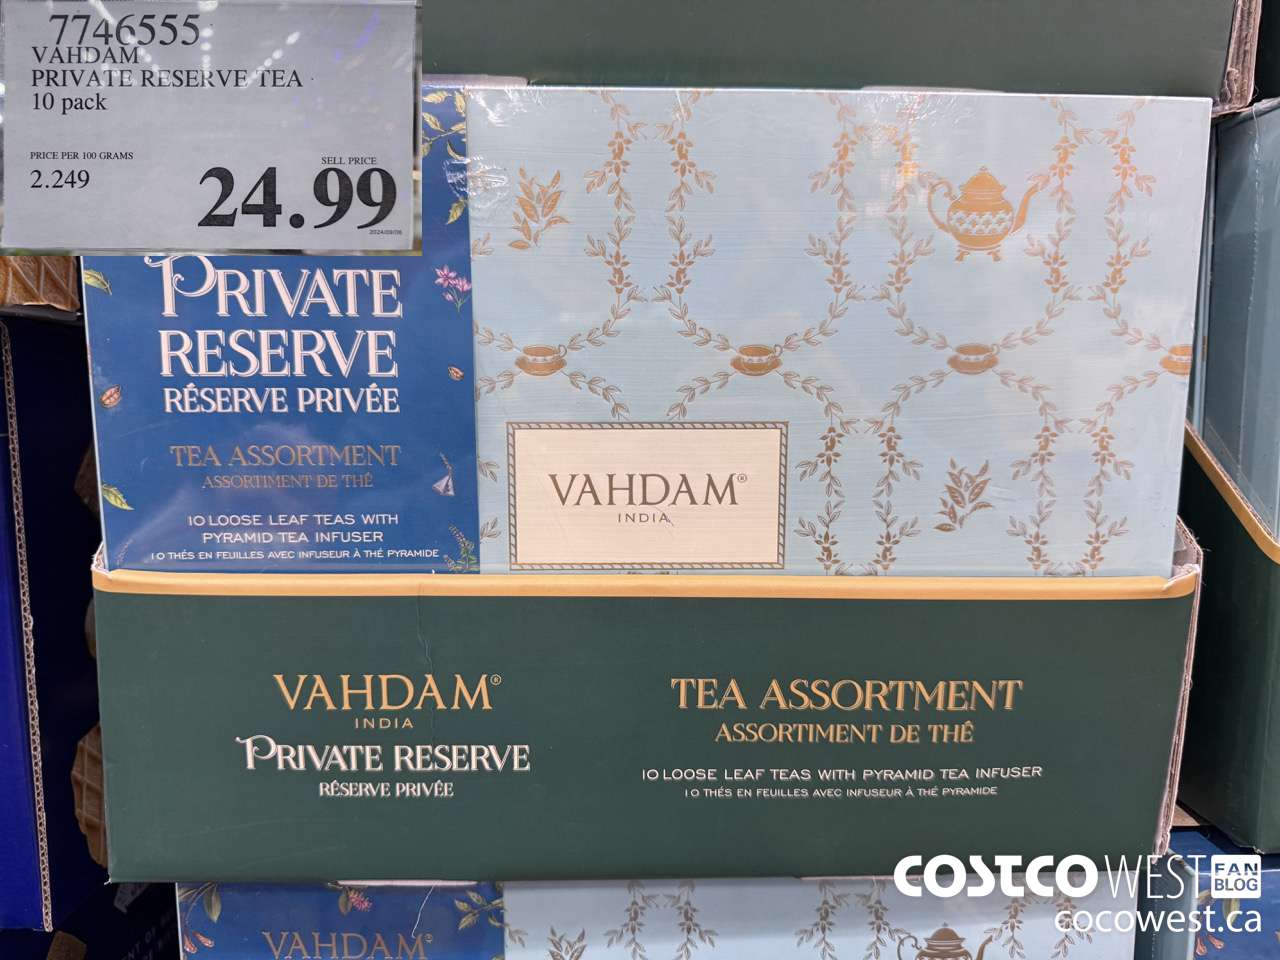 7746555
VAHDAM
PRIVATE RESERVE TEA
10 pack
PRICE PER 100 GRAMS
2.249
SELL PRICE
24.99
2024/09/06
PRIVATE
RESERVE
RÉSERVE PRIVÉE
TEA ASSORTMENT
ASSORTIMENT DE THÉ
10 LOOSE LEAF TEAS WITH
PYRAMID TEA INFUSER
10 THÉS EN FEUILLES AVEC INFUSEUR À THÉ PYRAMIDE
VAHDAM®
INDIA
VAHDAM®
INDIA
PRIVATE RESERVE
RÉSERVE PRIVÉE
TEA ASSORTMENT
ASSORTIMENT DE THÉ
10 LOOSE LEAF TEAS WITH PYRAMID TEA INFUSER
10 THÉS EN FEUILLES AVEC INFUSEUR À THÉ PYRAMIDE
VAHDAM®
COSTCO WEST FAN BLOG
cocowest.ca